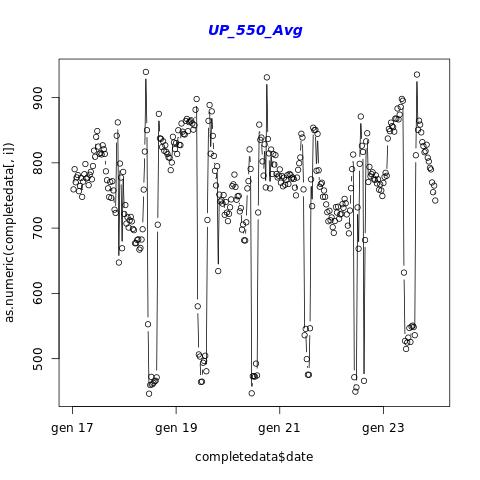 UP_550_Avg
as.numeric(completedata[, i])
900
800
700
600
500
gen 17 gen 19 gen 21 gen 23
completedata$date